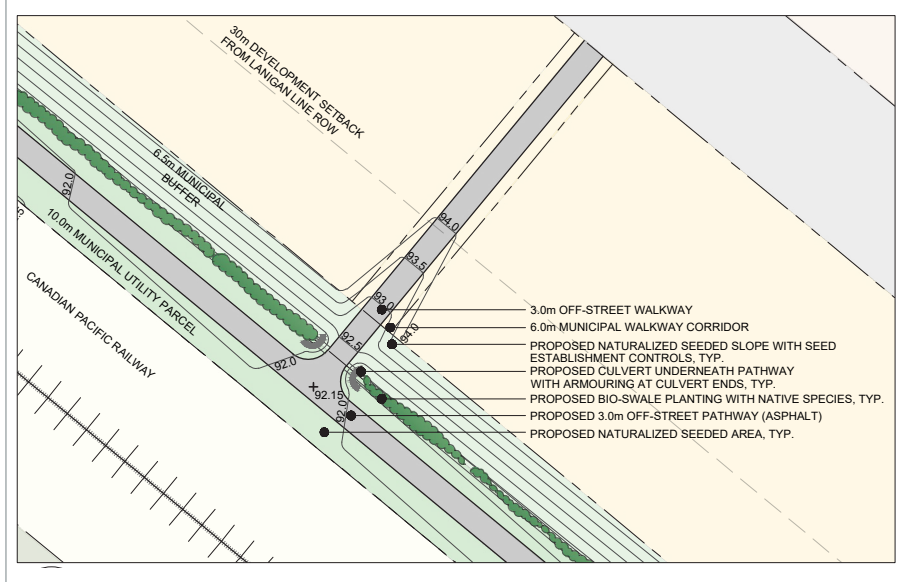 30m DEVELOPMENT SETBACK
FROM LANIGAN LINE ROW
6.5m MUNICIPAL
BUFFER
92.0
10.0m MUNICIPAL UTILITY PARCEL
CANADIAN PACIFIC RAILWAY
94.0
93.5
93.0
94.0
92.5
92.0
92.15
92.0
3.0m OFF-STREET WALKWAY
6.0m MUNICIPAL WALKWAY CORRIDOR
PROPOSED NATURALIZED SEEDED SLOPE WITH SEED
ESTABLISHMENT CONTROLS, TYP.
PROPOSED CULVERT UNDERNEATH PATHWAY
WITH ARMOURING AT CULVERT ENDS, TYP.
PROPOSED BIO-SWALE PLANTING WITH NATIVE SPECIES, TYP.
PROPOSED 3.0m OFF-STREET PATHWAY (ASPHALT)
PROPOSED NATURALIZED SEEDED AREA, TYP.